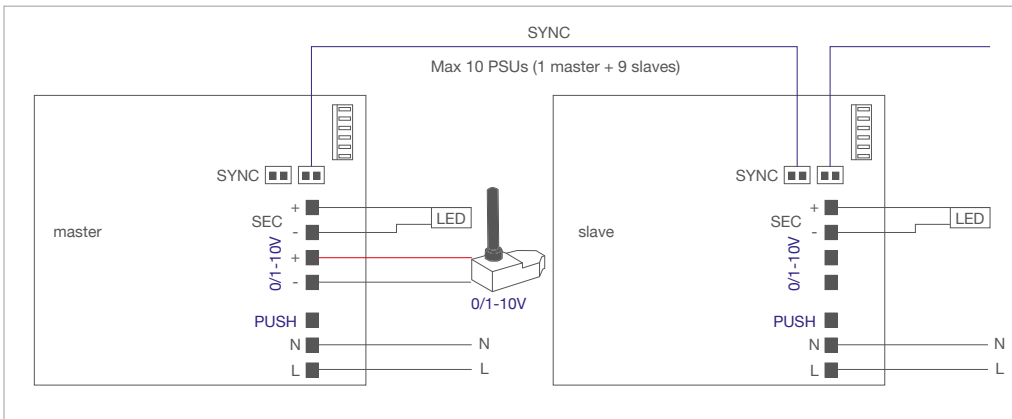 SYNC
Max 10 PSUs (1 master + 9 slaves)
master
SYNC
SEC
+
-
LED
0/1-10V
+
-
0/1-10V
PUSH
N
N
L
L
slave
SYNC
SEC
+
-
LED
0/1-10V
PUSH
N
N
L
L